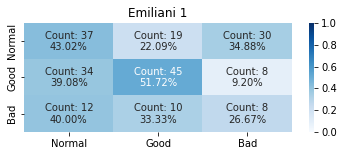 Emiliani 1
Normal
Count: 37
43.02%
Count: 19
22.09%
Count: 30
34.88%
Good
Count: 34
39.08%
Count: 45
51.72%
Count: 8
9.20%
Bad
Count: 12
40.00%
Count: 10
33.33%
Count: 8
26.67%
Normal
Good
Bad
1.0
0.8
0.6
0.4
0.2
0.0